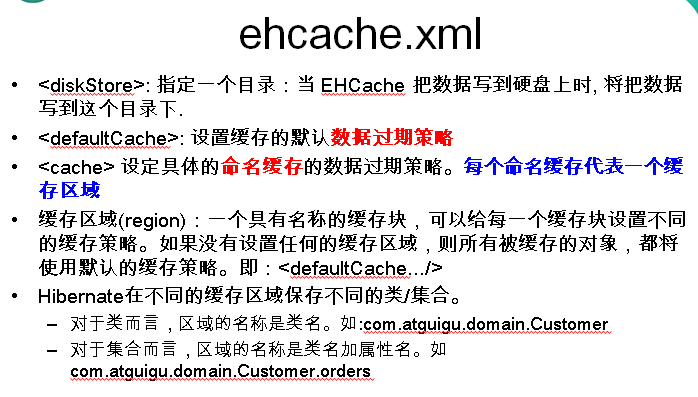 ehcache.xml
• <diskStore>: 指定一个目录：当 EHCache 把数据写到硬盘上时, 将把数据
写到这个目录下.
• <defaultCache>: 设置缓存的默认数据过期策略
• <cache> 设定具体的命名缓存的数据过期策略。每个命名缓存代表一个缓
存区域
• 缓存区域(region)：一个具有名称的缓存块，可以给每一个缓存块设置不同
的缓存策略。如果没有设置任何的缓存区域，则所有被缓存的对象，都将
使用默认的缓存策略。即：<defaultCache.../>
• Hibernate在不同的缓存区域保存不同的类/集合。
– 对于类而言，区域的名称是类名。如:com.atguigu.domain.Customer
– 对于集合而言，区域的名称是类名加属性名。如
com.atguigu.domain.Customer.orders